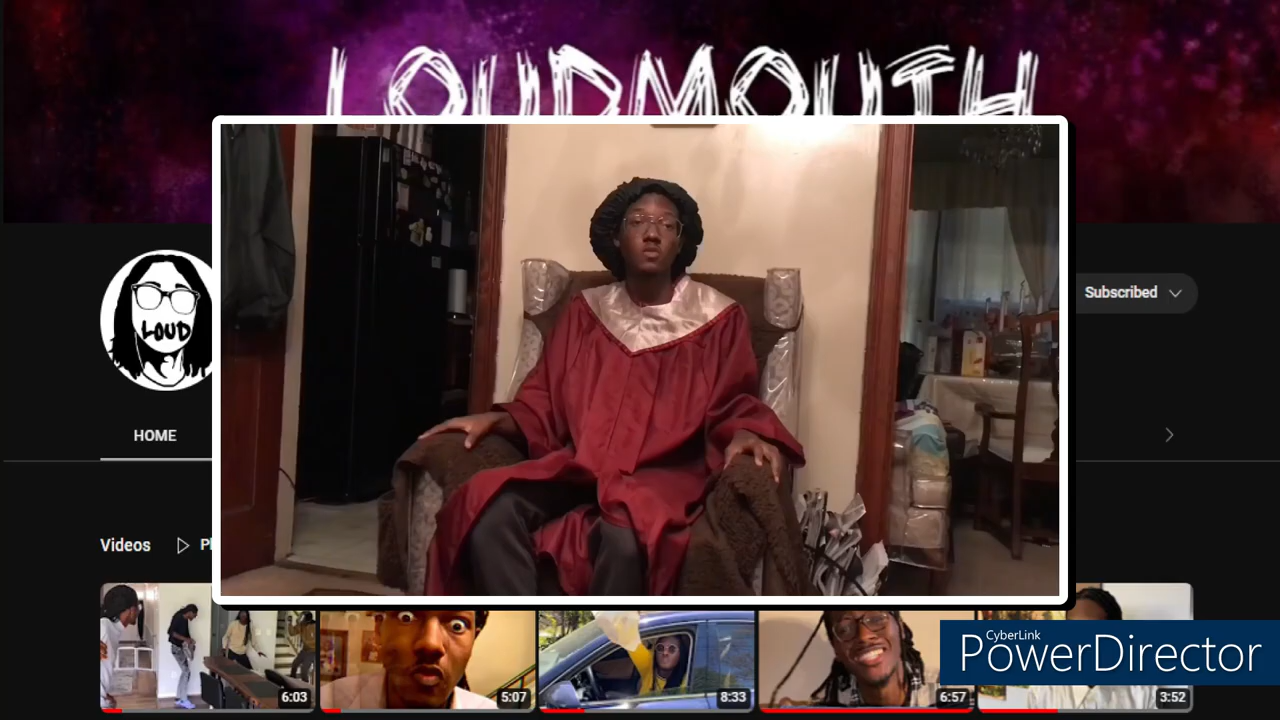 LOUDMOUTH
LOUD
Subscribed
HOME
Videos
6:03
5:07
8:33
6:57
3:52
CyberLink
PowerDirector